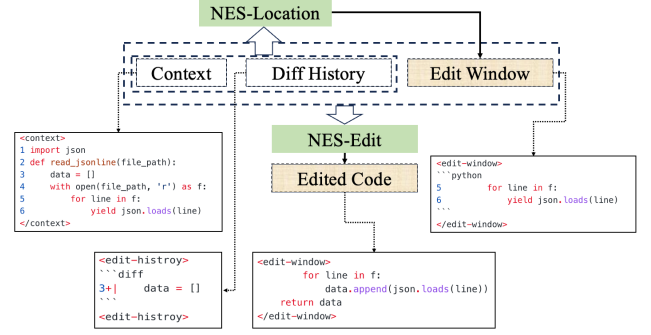 NES-Location
Context
Diff History
Edit Window
NES-Edit
Edited Code
<context>
1 import json
2 def read_jsonline(file_path):
3     data = []
4     with open(file_path, 'r') as f:
5         for line in f:
6             yield json.loads(line)
</context>
<edit-window>
```python
5         for line in f:
6             yield json.loads(line)
```
</edit-window>
<edit-histroy>
```diff
3+|    data = []
```
<edit-histroy>
<edit-window>
        for line in f:
            data.append(json.loads(line))
    return data
</edit-window>